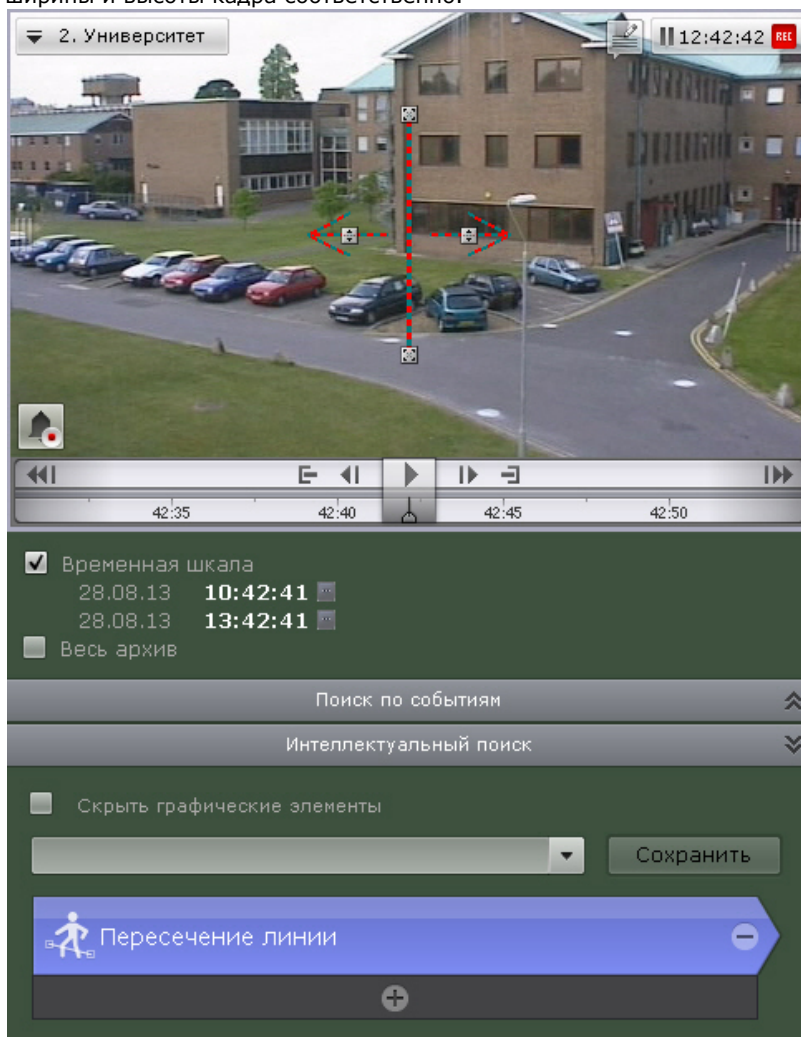 ширины и высоты кадра соответственно.
2. Университет
12:42:42 REC
42:35 42:40 42:45 42:50
Временная шкала
28.08.13 10:42:41
28.08.13 13:42:41
Весь архив
Поиск по событиям
Интеллектуальный поиск
Скрыть графические элементы
Сохранить
Пересечение линии